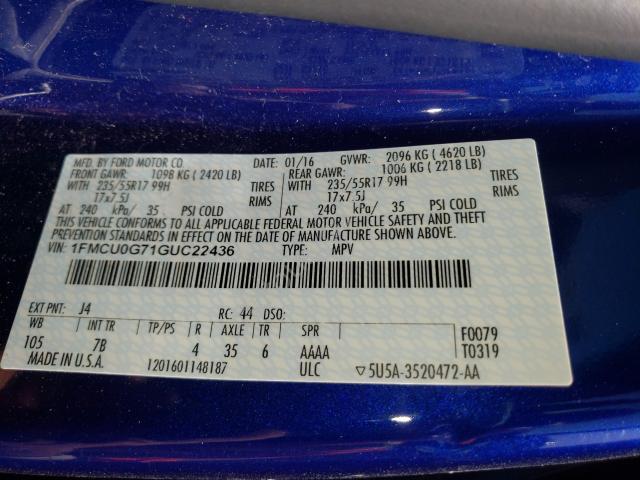 MFD. BY FORD MOTOR CO. DATE: 01/16 GVWR: 2096 KG ( 4620 LB)
FRONT GAWR: 1098 KG ( 2420 LB) REAR GAWR: 1006 KG ( 2218 LB)
WITH 235/55R17 99H TIRES WITH 235/55R17 99H TIRES
17x7.5J RIMS 17x7.5J RIMS
AT 240 kPa/ 35 PSI COLD AT 240 kPa/ 35 PSI COLD
THIS VEHICLE CONFORMS TO ALL APPLICABLE FEDERAL MOTOR VEHICLE SAFETY AND THEFT
PREVENTION STANDARDS IN EFFECT ON THE DATE OF MANUFACTURE SHOWN ABOVE.
VIN: 1FMCU0G71GUC22436 TYPE: MPV
EXT PNT: J4 RC: 44 DSO:
WB INT TR TP/PS R AXLE TR SPR F0079
105 7B 4 35 6 AAAA T0319
MADE IN U.S.A. 1201601148187 ULC ▽5U5A-3520472-AA